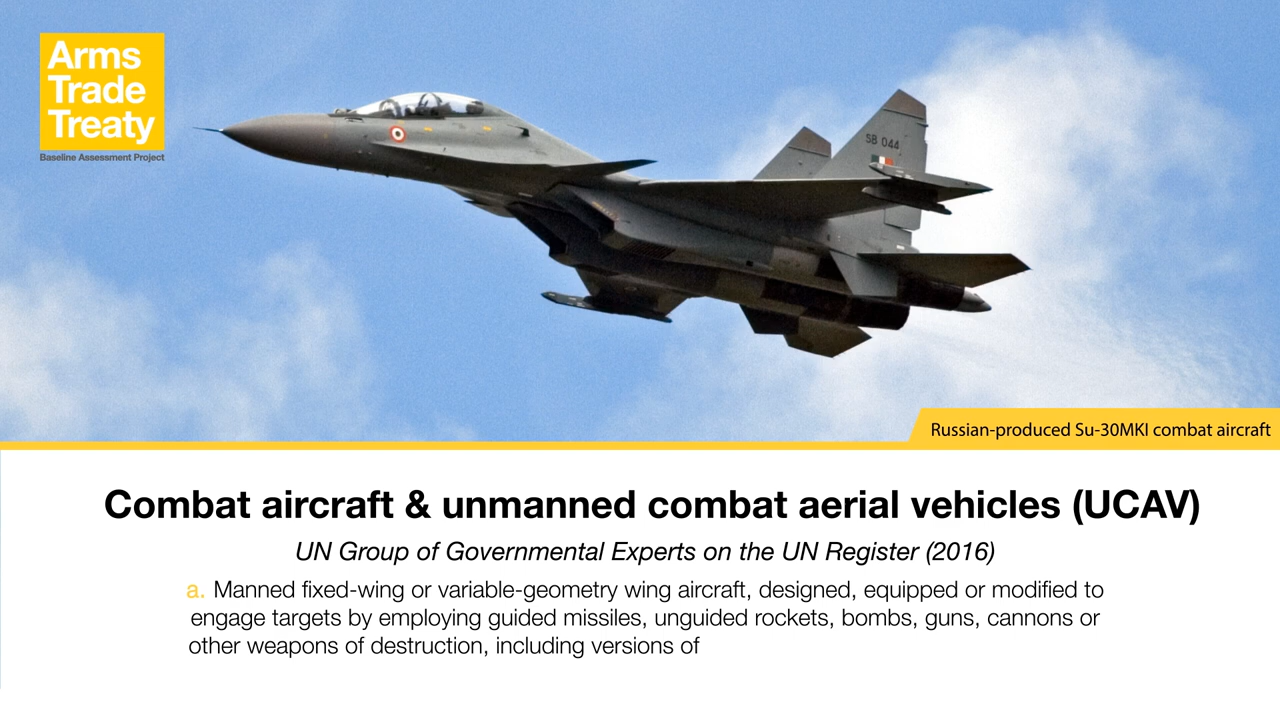 Arms
Trade
Treaty
Baseline Assessment Project
SB 044
Russian-produced Su-30MKI combat aircraft
Combat aircraft & unmanned combat aerial vehicles (UCAV)
UN Group of Governmental Experts on the UN Register (2016)
a. Manned fixed-wing or variable-geometry wing aircraft, designed, equipped or modified to
engage targets by employing guided missiles, unguided rockets, bombs, guns, cannons or
other weapons of destruction, including versions of